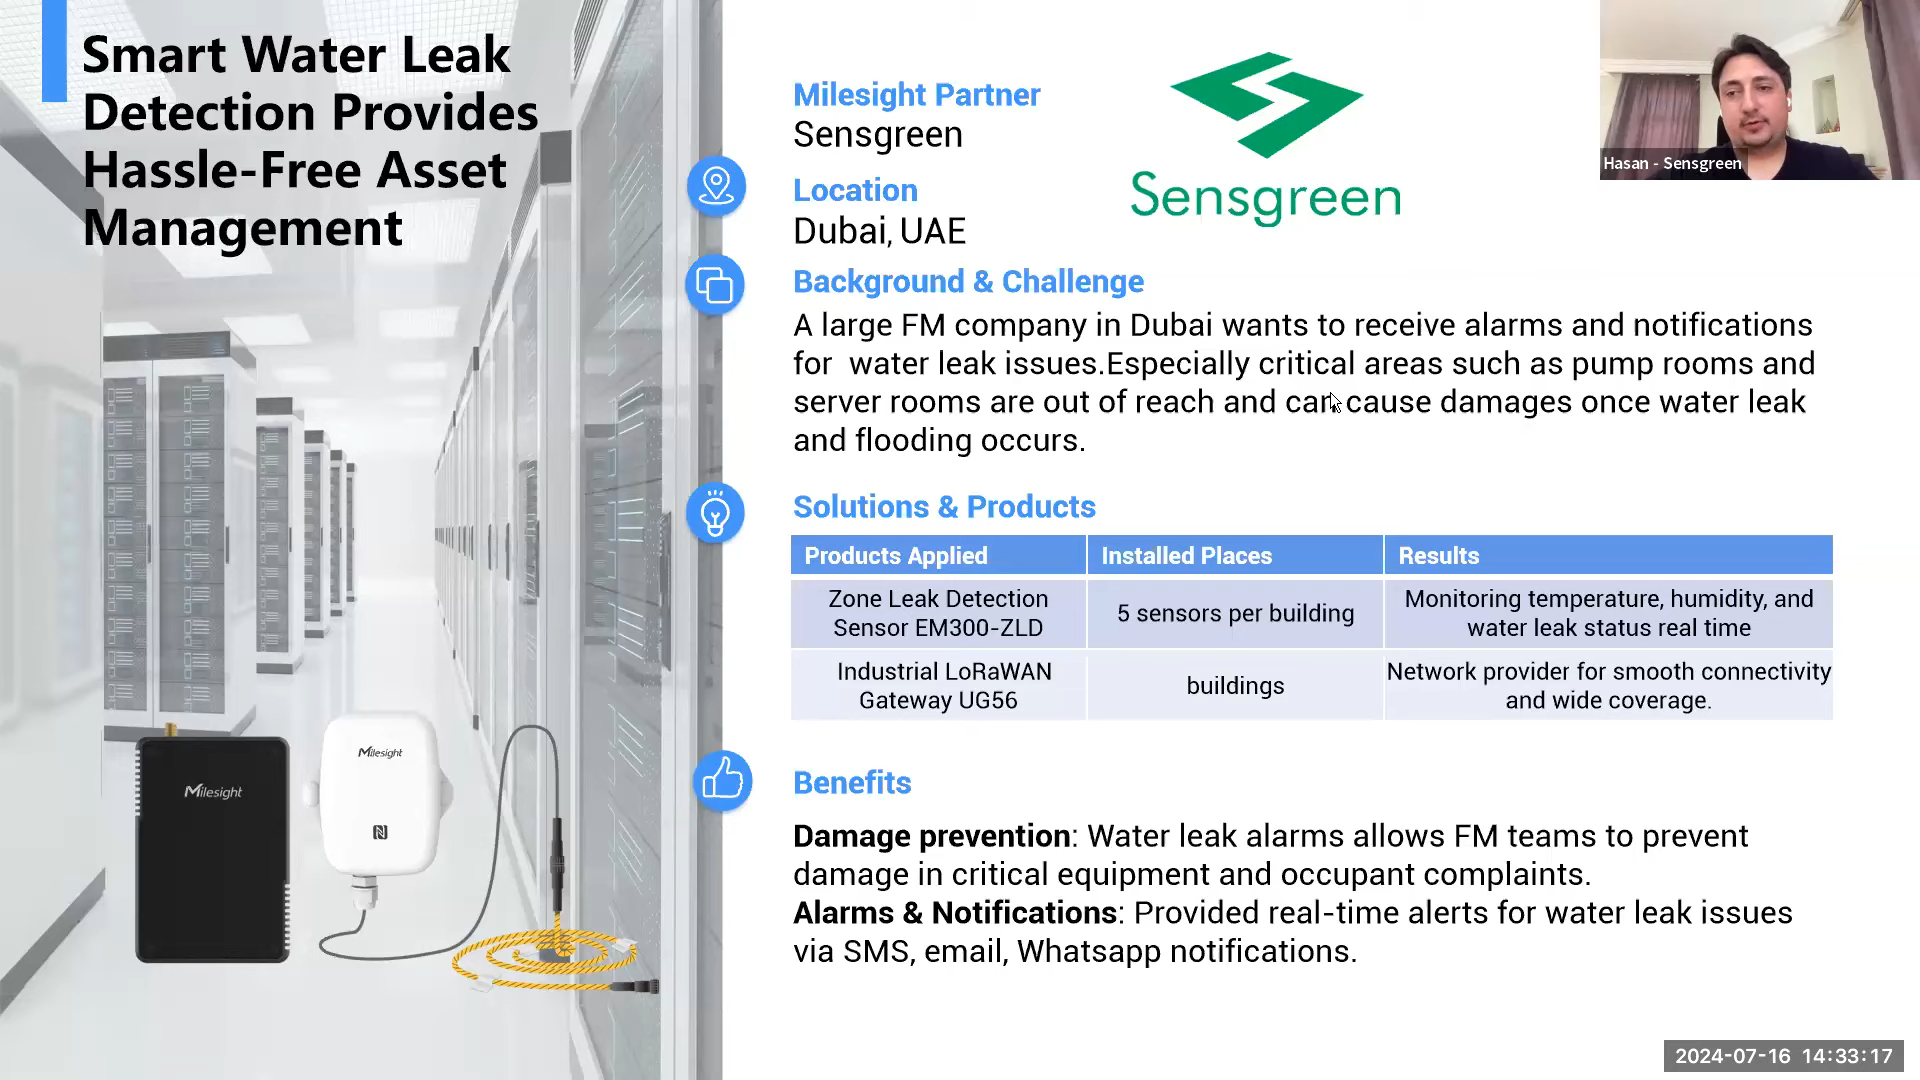 Smart Water Leak
Detection Provides
Hassle-Free Asset
Management
Milesight
Milesight
Milesight Partner
Sensgreen
Sensgreen
Location
Dubai, UAE
Background & Challenge
A large FM company in Dubai wants to receive alarms and notifications
for  water leak issues.Especially critical areas such as pump rooms and
server rooms are out of reach and can cause damages once water leak
and flooding occurs.
Solutions & Products
Products Applied
Installed Places
Results
Zone Leak Detection
Sensor EM300-ZLD
5 sensors per building
Monitoring temperature, humidity, and
water leak status real time
Industrial LoRaWAN
Gateway UG56
buildings
Network provider for smooth connectivity
and wide coverage.
Benefits
Damage prevention: Water leak alarms allows FM teams to prevent
damage in critical equipment and occupant complaints.
Alarms & Notifications: Provided real-time alerts for water leak issues
via SMS, email, Whatsapp notifications.
Hasan - Sensgreen
2024-07-16 14:33:17